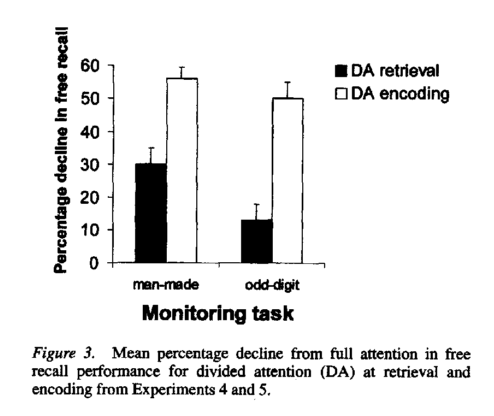 Percentage decline in free recall
60
50
40
30
20
10
0
DA retrieval
DA encoding
man-made
odd-digit
Monitoring task
Figure 3. Mean percentage decline from full attention in free
recall performance for divided attention (DA) at retrieval and
encoding from Experiments 4 and 5.